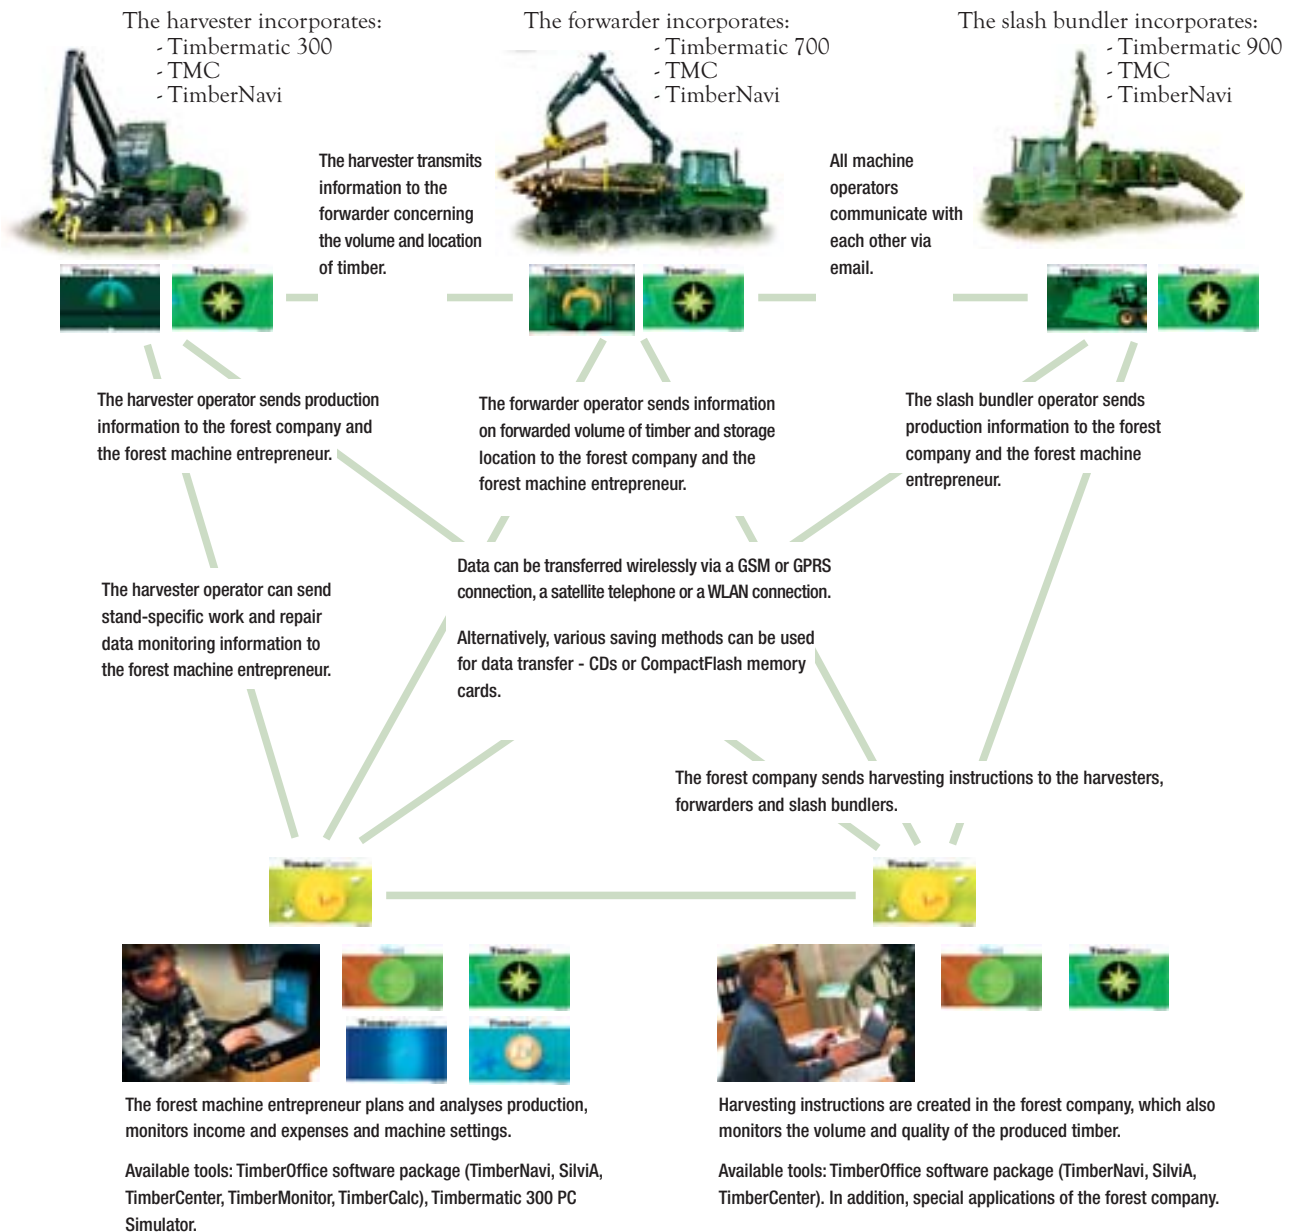 The harvester incorporates:
- Timbermatic 300
- TMC
- TimberNavi
The forwarder incorporates:
- Timbermatic 700
- TMC
- TimberNavi
The slash bundler incorporates:
- Timbermatic 900
- TMC
- TimberNavi
The harvester transmits
information to the
forwarder concerning
the volume and location
of timber.
All machine
operators
communicate with
each other via
email.
The harvester operator sends production
information to the forest company and
the forest machine entrepreneur.
The forwarder operator sends information
on forwarded volume of timber and storage
location to the forest company and the
forest machine entrepreneur.
The slash bundler operator sends
production information to the forest
company and the forest machine
entrepreneur.
The harvester operator can send
stand-specific work and repair
data monitoring information to
the forest machine entrepreneur.
Data can be transferred wirelessly via a GSM or GPRS
connection, a satellite telephone or a WLAN connection.
Alternatively, various saving methods can be used
for data transfer - CDs or CompactFlash memory
cards.
The forest company sends harvesting instructions to the harvesters,
forwarders and slash bundlers.
The forest machine entrepreneur plans and analyses production,
monitors income and expenses and machine settings.
Available tools: TimberOffice software package (TimberNavi, SilviA,
TimberCenter, TimberMonitor, TimberCalc), Timbermatic 300 PC
Simulator.
Harvesting instructions are created in the forest company, which also
monitors the volume and quality of the produced timber.
Available tools: TimberOffice software package (TimberNavi, SilviA,
TimberCenter). In addition, special applications of the forest company.